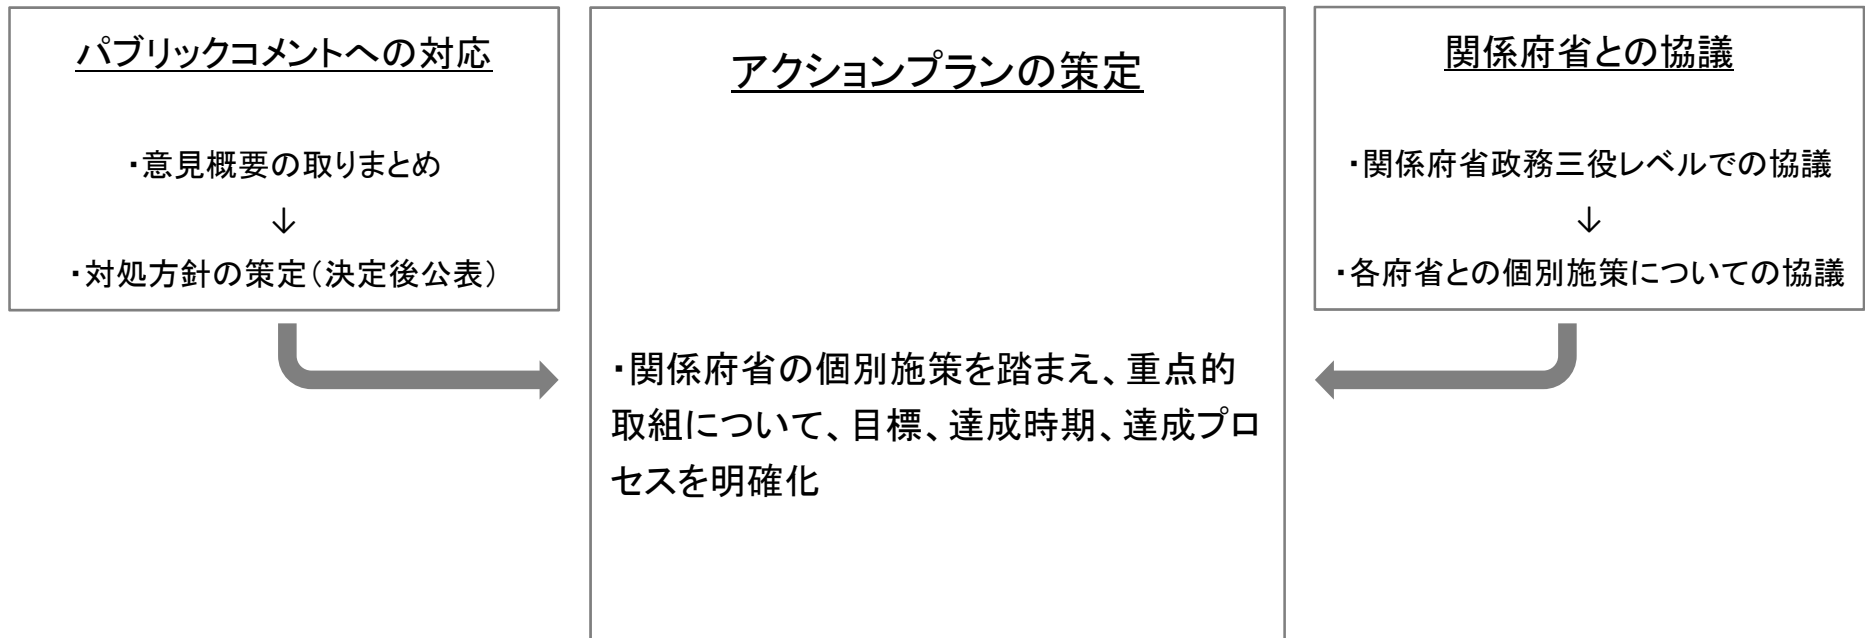 パブリックコメントへの対応
・意見概要の取りまとめ
↓
・対処方針の策定（決定後公表）
アクションプランの策定
・関係府省の個別施策を踏まえ、重点的
取組について、目標、達成時期、達成プロ
セスを明確化
関係府省との協議
・関係府省政務三役レベルでの協議
↓
・各府省との個別施策についての協議